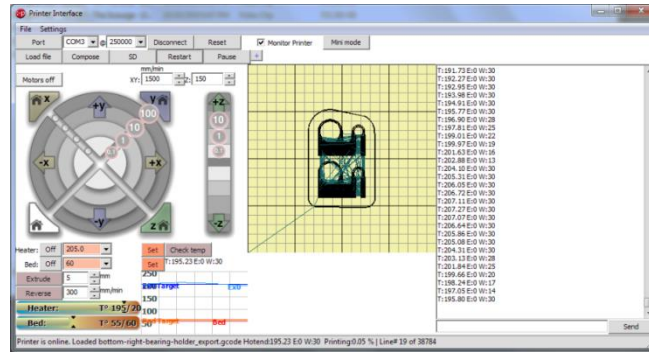 Printer Interface
File Settings
Port COM3 @ 250000 Disconnect Reset Monitor Printer Mini mode
Load file Compose SD Restart Pause +
Motors off
mm/min
XY: 1500 Z: 150
X
+y
y
+Z
100
10
1
10
1
-x
+x
-y
z
-Z
Heater: Off 205.0 Set Check temp
Bed: Off 60 Set T:195.23 E:0 W:30
Extrude 5 mm
Reverse 300 mm/min
250
Target
Ex0
150
100
50
Target
Bed
Heater: T° 195/20
Bed: T° 55/60
T:191.73 E:0 W:30
T:192.27 E:0 W:30
T:192.95 E:0 W:30
T:193.98 E:0 W:30
T:194.91 E:0 W:30
T:195.77 E:0 W:30
T:196.90 E:0 W:28
T:197.81 E:0 W:25
T:199.01 E:0 W:22
T:199.97 E:0 W:19
T:201.63 E:0 W:16
T:202.88 E:0 W:13
T:204.10 E:0 W:30
T:205.31 E:0 W:30
T:206.05 E:0 W:30
T:206.72 E:0 W:30
T:207.11 E:0 W:30
T:207.27 E:0 W:30
T:207.07 E:0 W:30
T:206.64 E:0 W:30
T:205.86 E:0 W:30
T:205.08 E:0 W:30
T:204.31 E:0 W:30
T:203.13 E:0 W:28
T:201.84 E:0 W:25
T:199.66 E:0 W:20
T:198.24 E:0 W:17
T:197.05 E:0 W:14
T:195.80 E:0 W:30
Send
Printer is online. Loaded bottom-right-bearing-holder_export.gcode Hotend:195.23 E:0 W:30 Printing:0.05 % | Line# 19 of 38784